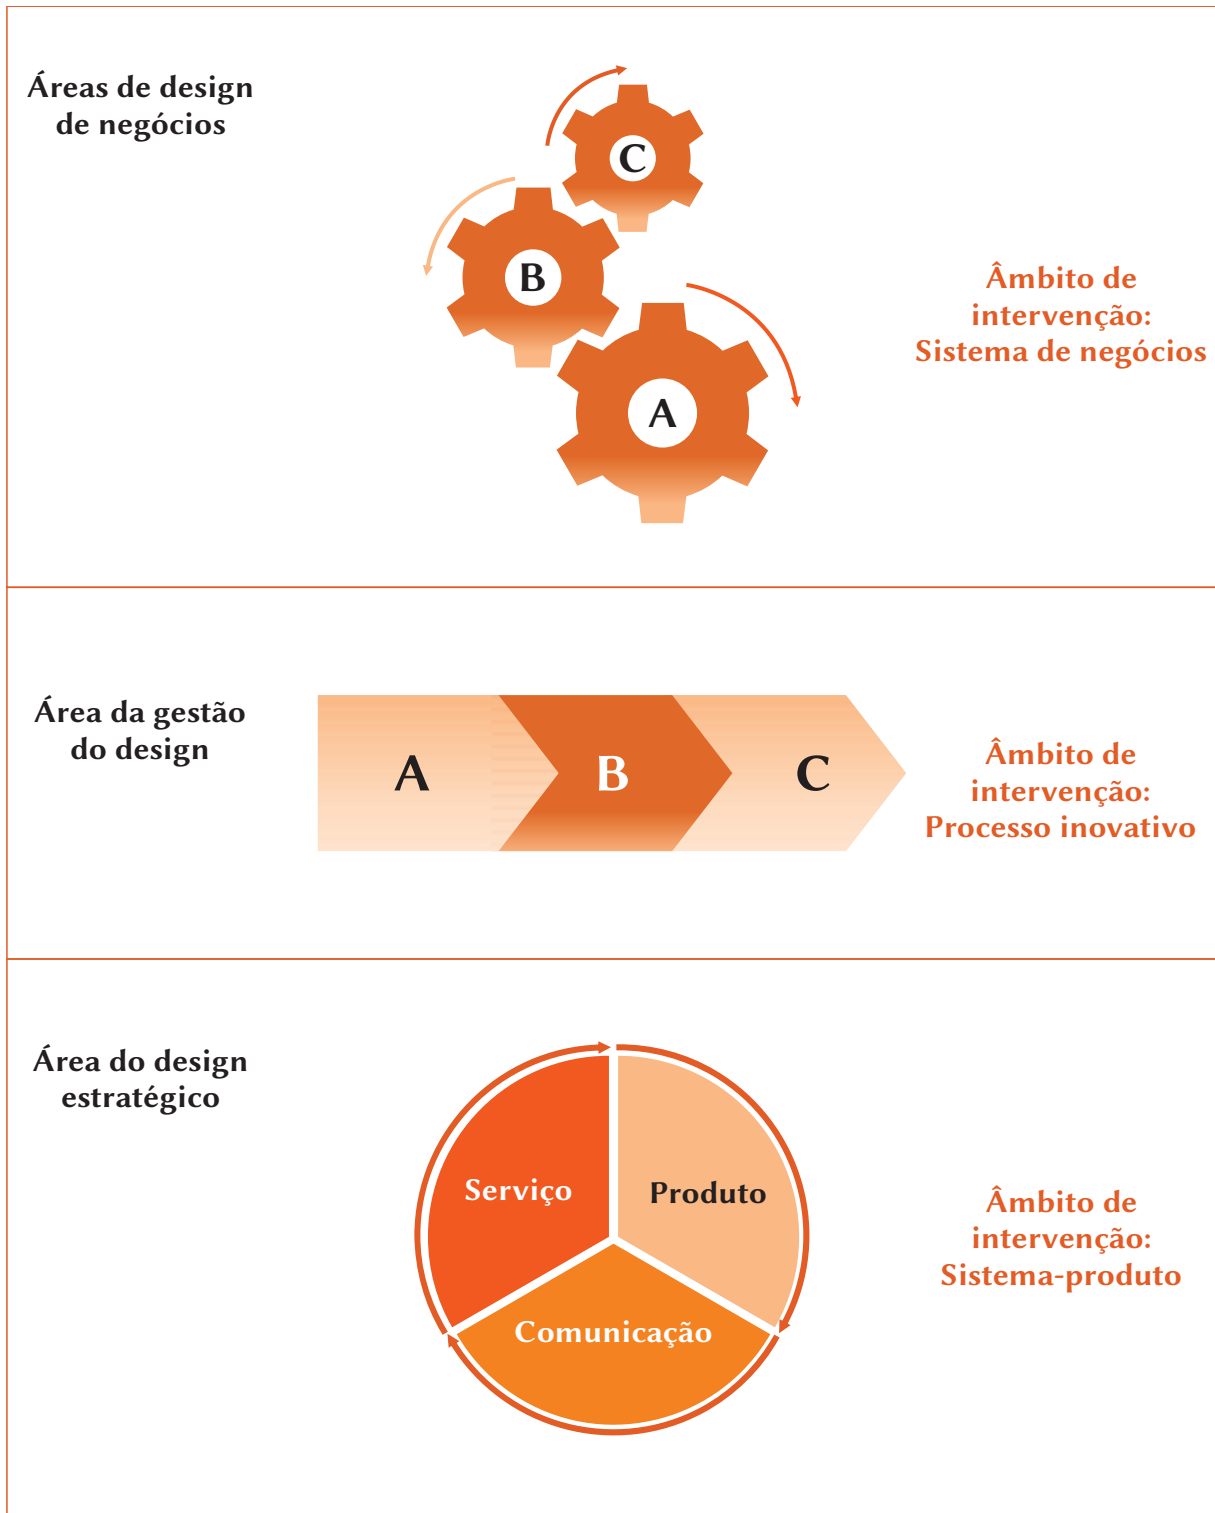 Áreas de design
de negócios
C
B
A
Âmbito de
intervenção:
Sistema de negócios
Área da gestão
do design
A
B
C
Âmbito de
intervenção:
Processo inovativo
Área do design
estratégico
Serviço
Produto
Comunicação
Âmbito de
intervenção:
Sistema-produto